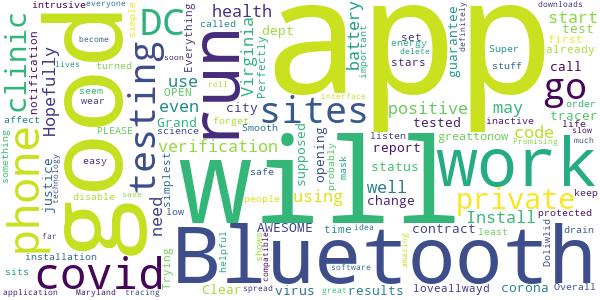 app
will
good
Bluetooth
run
work
covid
phone
testing
clinic
sites
private
go
DC
Install
verification
health
Hopefully
Virginia
battery
positive
using
use
even
need
Clear
virus
results
corona
contract
AWESOME
well
change
code
tracer
may
call
start
test
already
guarantee
report
status
opening
supposed
tested
justice
notification
installation
Trying
Grand
city
dept
Everything
called
Perfectly
OPEN
PLEASE
turned
simple
intrusive
everyone
become
soon
lives
seem
wear
affect
something
disable
easy
technology
save
roll
forget
science
Smooth
interface
simplest
low
safe
people
mask
probably
listen
set
stars
energy
delete
important
definitely
downloads
Super
stuff
first
order
inactive
greattonow
Promising
life
slow
much
keep
protected
drain
Dollwlid
least
Overall
loveallwayd
idea
time
amazing
great
software
compatible
shows
spread
helpful
sits
far
application
Maryland
tracing